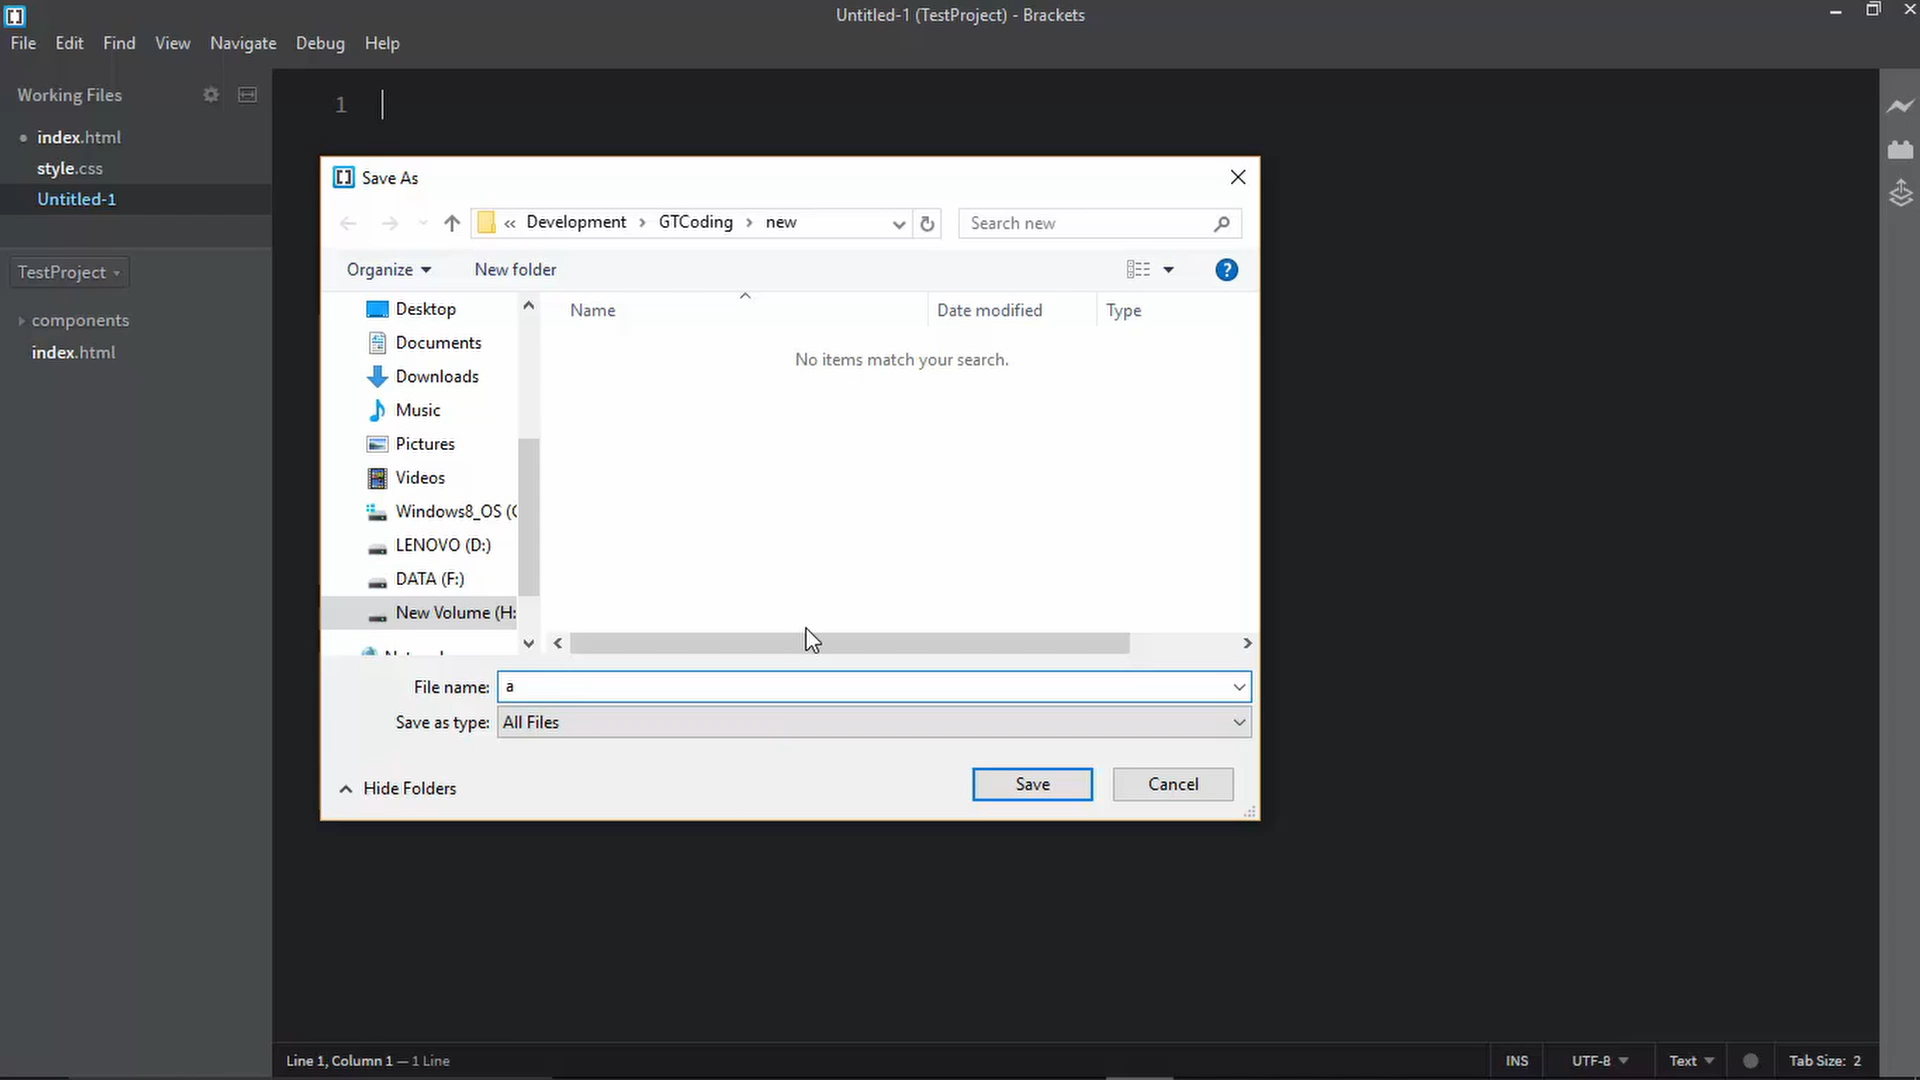 Untitled-1 (TestProject) - Brackets
File Edit Find View Navigate Debug Help
Working Files
index.html
style.css
Untitled-1
TestProject
components
index.html
1
Save As
« Development › GTCoding › new
Search new
Organize
New folder
?
Desktop
Documents
Downloads
Music
Pictures
Videos
Windows8_OS (C
LENOVO (D:)
DATA (F:)
New Volume (H:
Name
Date modified
Type
No items match your search.
File name: a
Save as type: All Files
Hide Folders
Save
Cancel
Line 1, Column 1 — 1 Line
INS
UTF-8
Text
Tab Size: 2